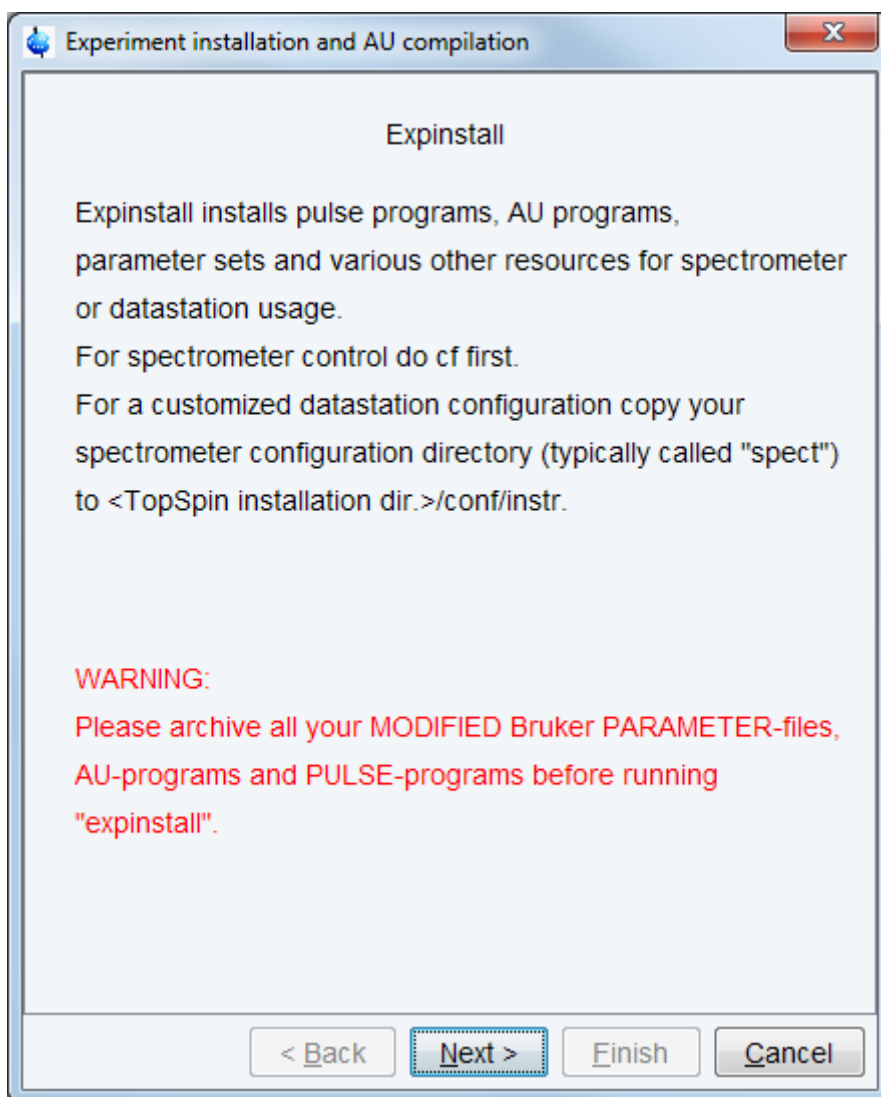 Experiment installation and AU compilation
Expinstall
Expinstall installs pulse programs, AU programs,
parameter sets and various other resources for spectrometer
or datastation usage.
For spectrometer control do cf first.
For a customized datastation configuration copy your
spectrometer configuration directory (typically called "spect")
to <TopSpin installation dir.>/conf/instr.
WARNING:
Please archive all your MODIFIED Bruker PARAMETER-files,
AU-programs and PULSE-programs before running
"expinstall".
< Back Next > Finish Cancel